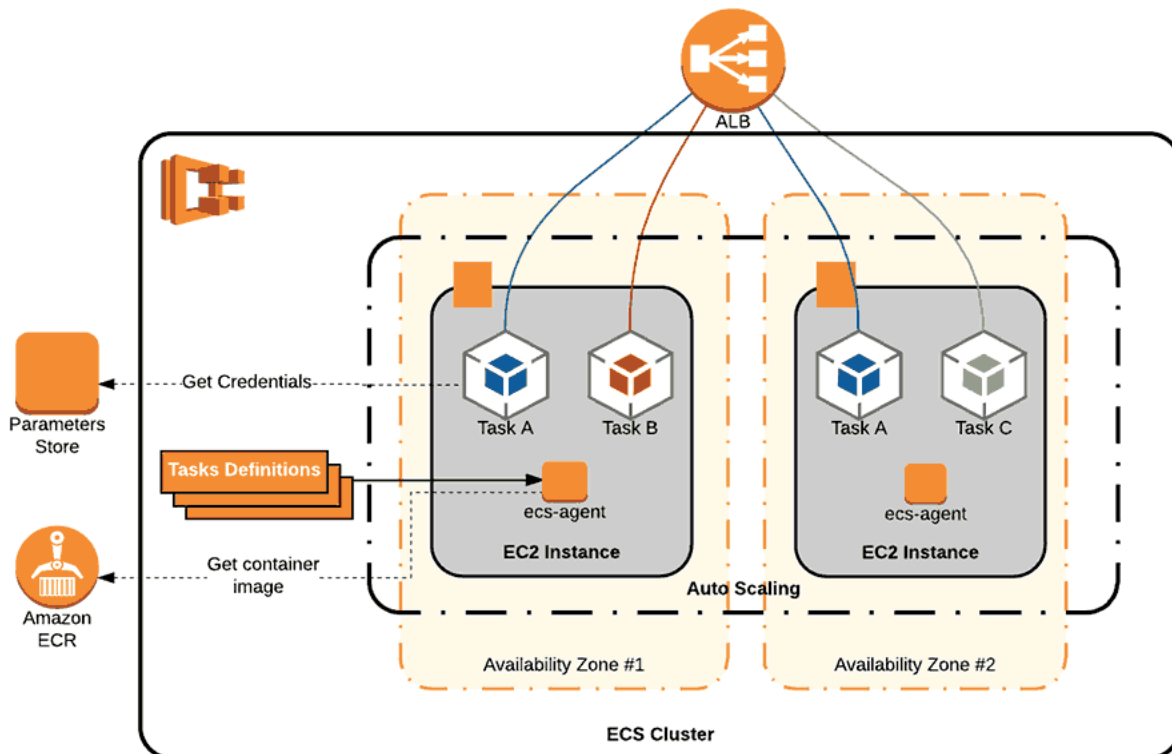 ALB
Task A
Task B
Task A
Task C
Get Credentials
Parameters
Store
Tasks Definitions
ecs-agent
ecs-agent
EC2 Instance
EC2 Instance
Get container
image
Auto Scaling
Amazon
ECR
Availability Zone #1
Availability Zone #2
ECS Cluster